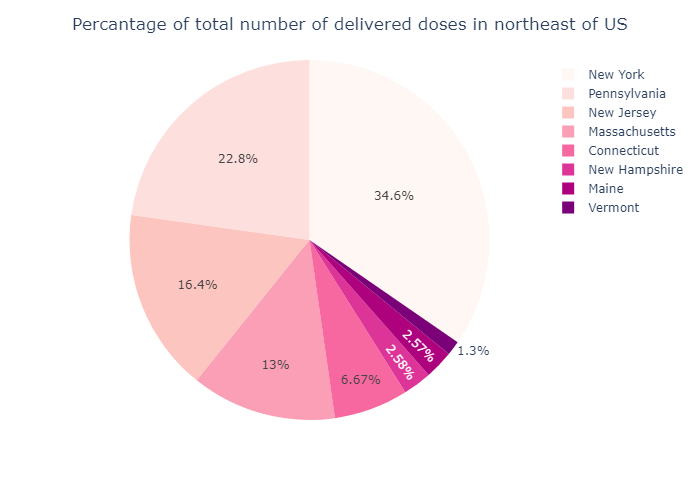 Percantage of total number of delivered doses in northeast of US
New York
Pennsylvania
New Jersey
Massachusetts
Connecticut
New Hampshire
Maine
Vermont
22.8%
34.6%
16.4%
13%
6.67%
2.58%
2.57%
1.3%